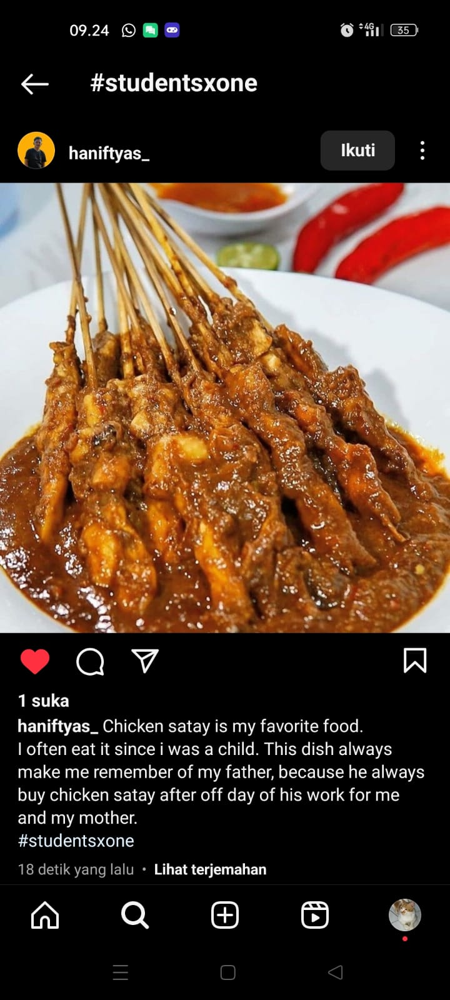 09.24
4G
35
#studentsxone
haniftyas_
Ikuti
1 suka
haniftyas_ Chicken satay is my favorite food.
I often eat it since i was a child. This dish always
make me remember of my father, because he always
buy chicken satay after off day of his work for me
and my mother.
#studentsxone
18 detik yang lalu • Lihat terjemahan